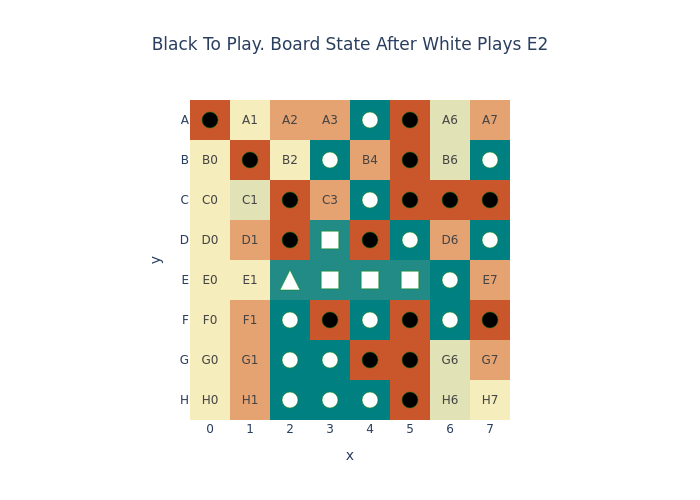 Black To Play. Board State After White Plays E2
A A1 A2 A3 A6 A7
B B0 B2 B4 B6
C C0 C1 C3
D D0 D1 D6
E E0 E1 E7
F F0 F1
G G0 G1 G6 G7
H H0 H1 H6 H7
0 1 2 3 4 5 6 7
x
y